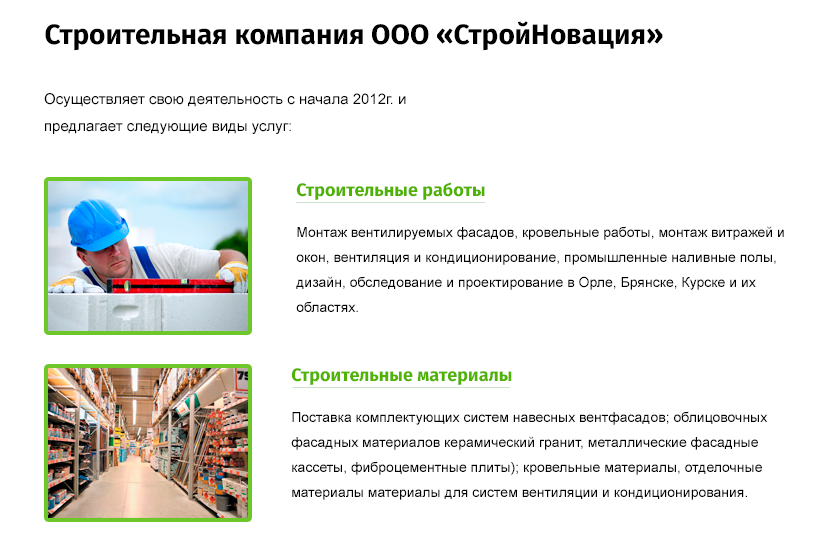 Строительная компания ООО «СтройНовация»
Осуществляет свою деятельность с начала 2012г. и
предлагает следующие виды услуг:
Строительные работы
Монтаж вентилируемых фасадов, кровельные работы, монтаж витражей и
окон, вентиляция и кондиционирование, промышленные наливные полы,
дизайн, обследование и проектирование в Орле, Брянске, Курске и их
областях.
Строительные материалы
Поставка комплектующих систем навесных вентфасадов; облицовочных
фасадных материалов керамический гранит, металлические фасадные
кассеты, фиброцементные плиты); кровельные материалы, отделочные
материалы материалы для систем вентиляции и кондиционирования.